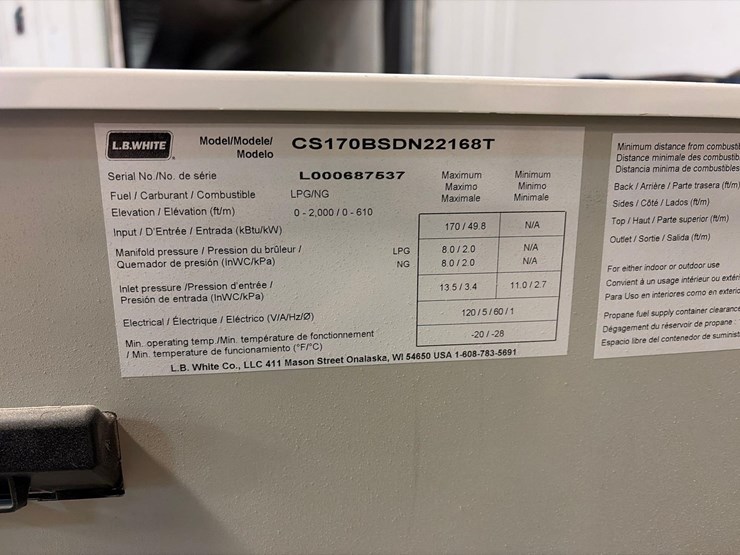 L.B.WHITE Model/Modele/ CS170BSDN22168T
Modelo
Serial No./No. de série L000687537 Maximum Minimum
Maximo Minimo
Maximale Minimale
Fuel / Carburant / Combustible LPG/NG
Elevation / Elévation (ft/m) 0 - 2,000 / 0 - 610
Input / D'Entrée / Entrada (kBtu/kW) 170 / 49.8 N/A
Manifold pressure / Pression du brûleur / LPG 8.0 / 2.0 N/A
Quemador de presión (InWC/kPa) NG 8.0 / 2.0 N/A
Inlet pressure /Pression d'entrée / 13.5 / 3.4 11.0 / 2.7
Presión de entrada (InWC/kPa)
Electrical / Électrique / Eléctrico (V/A/Hz/Ø) 120 / 5 / 60 / 1
Min. operating temp /Min. température de fonctionnement -20 / -28
/ Min. temperature de funcionamiento (°F/°C)
L.B. White Co., LLC 411 Mason Street Onalaska, WI 54650 USA 1-608-783-5691
Minimum distance from
Distance minimale des
Distancia minima de combustibles
Back / Arrière / Parte trasera (ft/m)
Sides / Côté / Lados (ft/m)
Top / Haut / Parte superior (ft/m)
Outlet / Sortie / Salida (ft/m)
For either indoor or outdoor use
Convient à un usage intérieur ou
Para Uso en interiores como en
Propane fuel supply container clearance
Dégagement du réservoir de propane :
Espacio libre del contenedor de